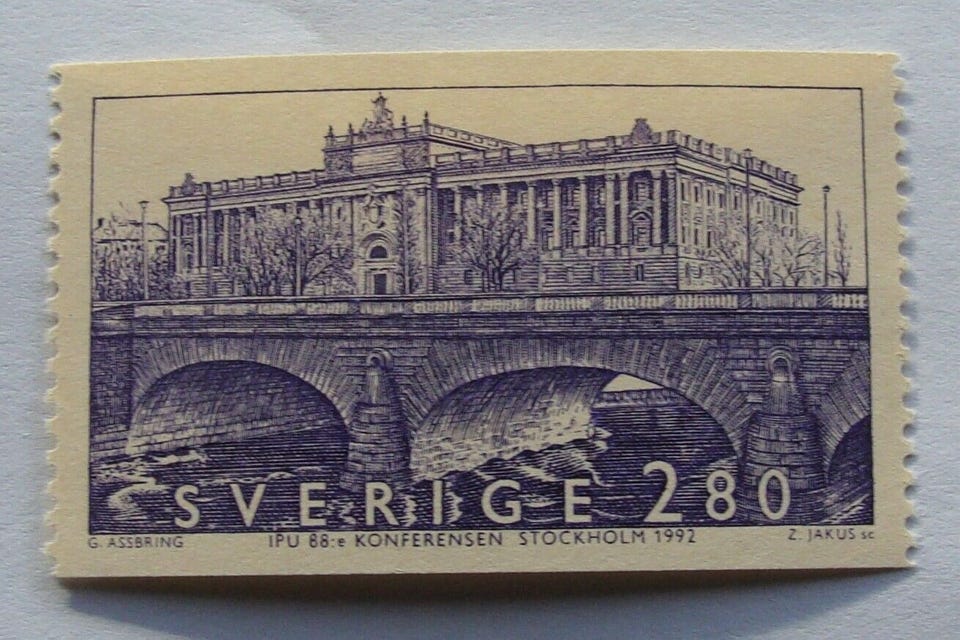 SVERIGE 280
G. ASSBRING IPU 88:e KONFERENSEN STOCKHOLM 1992 Z. JAKUS sc